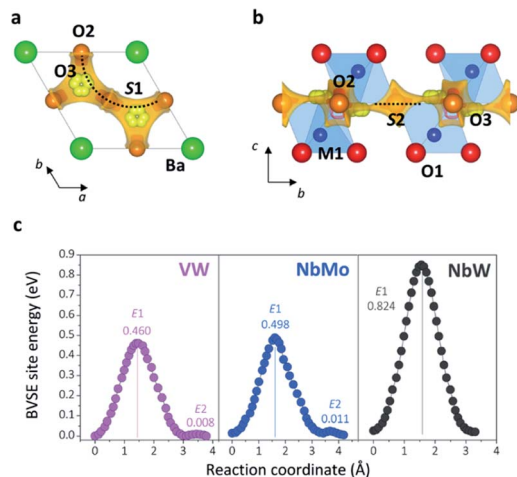 a
O2
O3
S1
Ba
b
a
b
O2
S2
O3
M1
O1
c
b
c
VW
NbMo
NbW
E1
0.460
E2
0.008
E1
0.498
E2
0.011
E1
0.824
BVSE site energy (eV)
0.9
0.8
0.7
0.6
0.5
0.4
0.3
0.2
0.1
0.0
0 1 2 3 4 0 1 2 3 4 0 1 2 3 4
Reaction coordinate (Å)